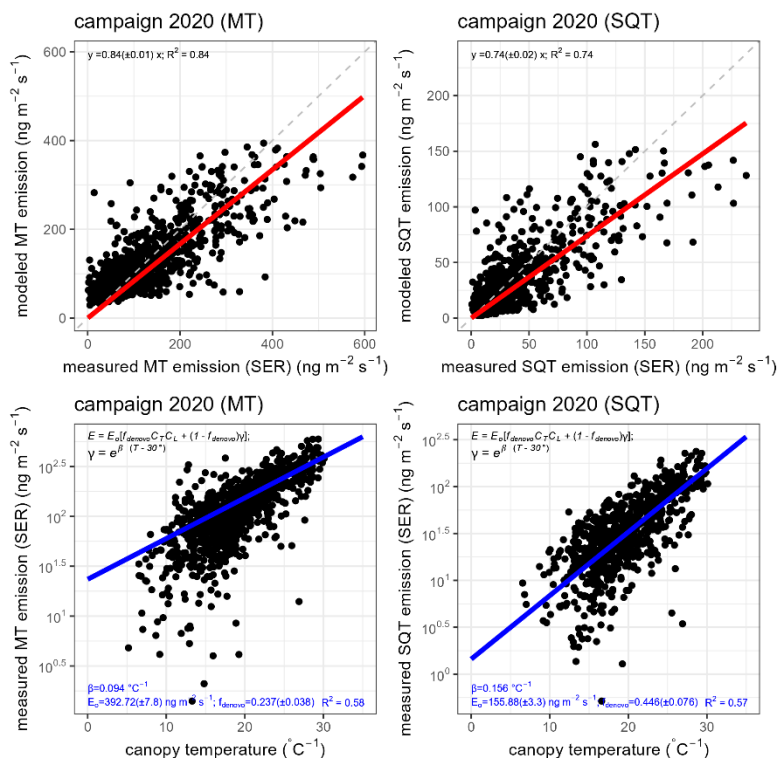 campaign 2020 (MT)
y =0.84(±0.01) x; R² = 0.84
600
400
200
0
modeled MT emission (ng m⁻² s⁻¹)
0 200 400 600
measured MT emission (SER) (ng m⁻² s⁻¹)
campaign 2020 (SQT)
y =0.74(±0.02) x; R² = 0.74
200
150
100
50
0
modeled SQT emission (ng m⁻² s⁻¹)
0 50 100 150 200
measured SQT emission (SER) (ng m⁻² s⁻¹)
campaign 2020 (MT)
E = Eₒ[f_denovo C_T C_L + (1 - f_denovo)γ];
γ = e^β (T - 30°)
10^2.5
10^2
10^1.5
10^1
10^0.5
measured MT emission (SER) (ng m⁻² s⁻¹)
β=0.094 °C⁻¹
Eₒ=392.72(±7.8) ng m⁻² s⁻¹; f_denovo=0.237(±0.038) R² = 0.58
0 10 20 30
canopy temperature (°C⁻¹)
campaign 2020 (SQT)
E = Eₒ[f_denovo C_T C_L + (1 - f_denovo)γ];
γ = e^β (T - 30°)
10^2.5
10^2
10^1.5
10^1
10^0.5
10^0
measured SQT emission (SER) (ng m⁻² s⁻¹)
β=0.156 °C⁻¹
Eₒ=155.88(±3.3) ng m⁻² s⁻¹; f_denovo=0.446(±0.076) R² = 0.57
0 10 20 30
canopy temperature (°C⁻¹)